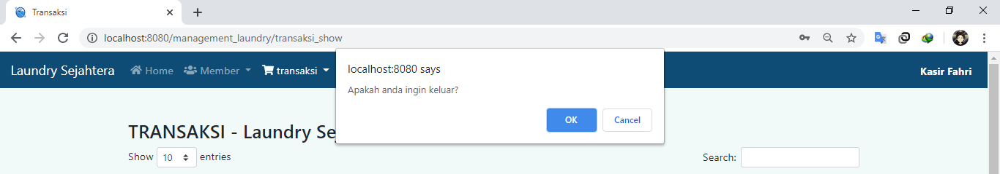 Transaksi
localhost:8080/management_laundry/transaksi_show
localhost:8080 says
Apakah anda ingin keluar?
OK Cancel
Laundry Sejahtera Home Member transaksi Kasir Fahri
TRANSAKSI - Laundry Se
Show 10 entries Search: